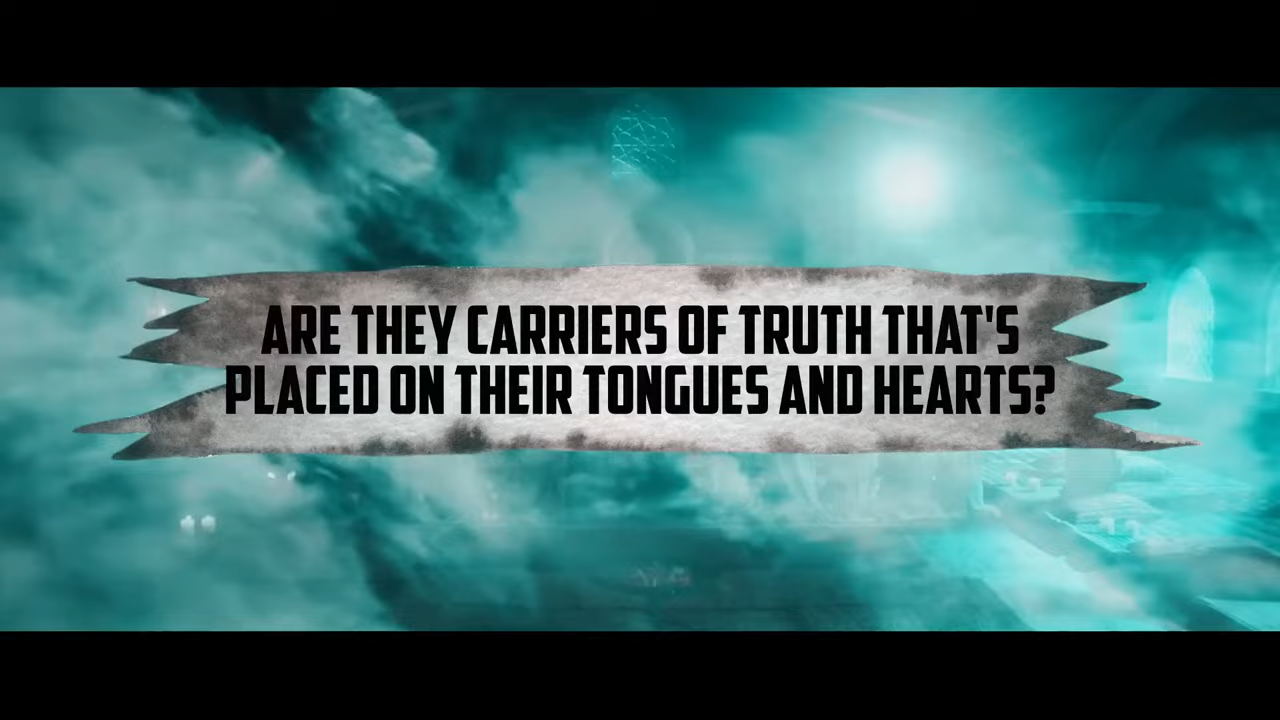 ARE THEY CARRIERS OF TRUTH THAT'S
PLACED ON THEIR TONGUES AND HEARTS?